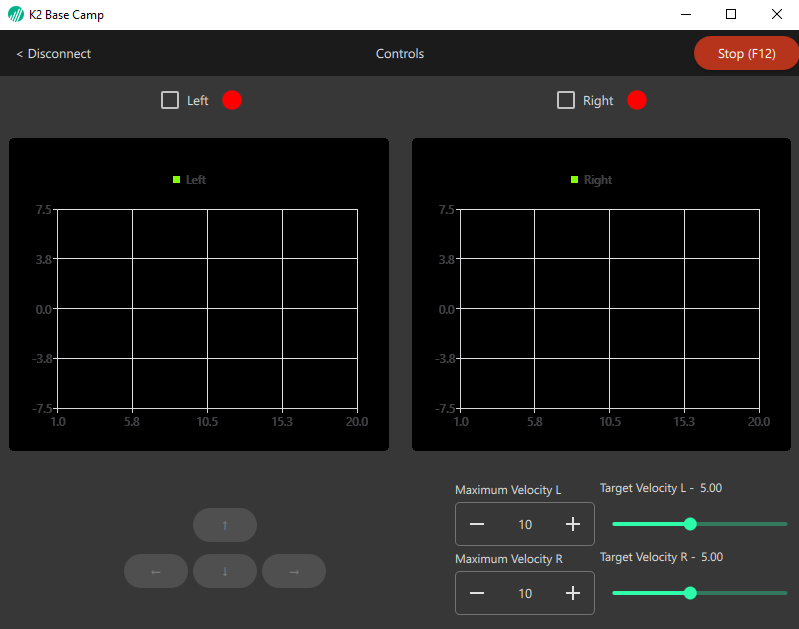 K2 Base Camp
< Disconnect
Controls
Stop (F12)
Left
Right
Left
7.5
3.8
0.0
-3.8
-7.5
1.0 5.8 10.5 15.3 20.0
Right
7.5
3.8
0.0
-3.8
-7.5
1.0 5.8 10.5 15.3 20.0
↑
← ↓ →
Maximum Velocity L
10
Target Velocity L - 5.00
Maximum Velocity R
10
Target Velocity R - 5.00